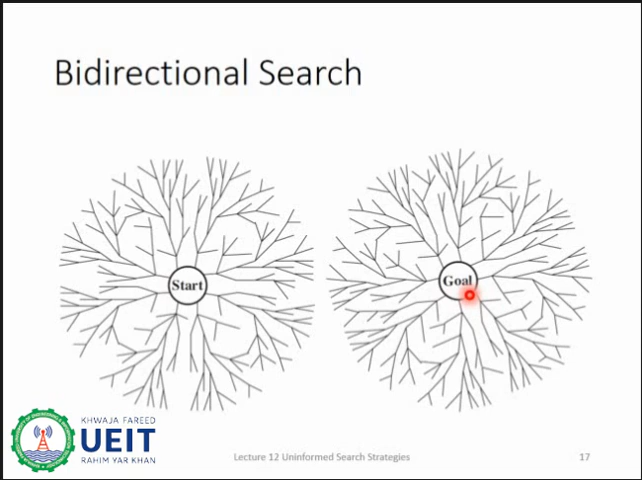 Bidirectional Search
Start
Goal
KHWAJA FAREED
UEIT
RAHIM YAR KHAN
Lecture 12 Uninformed Search Strategies
17